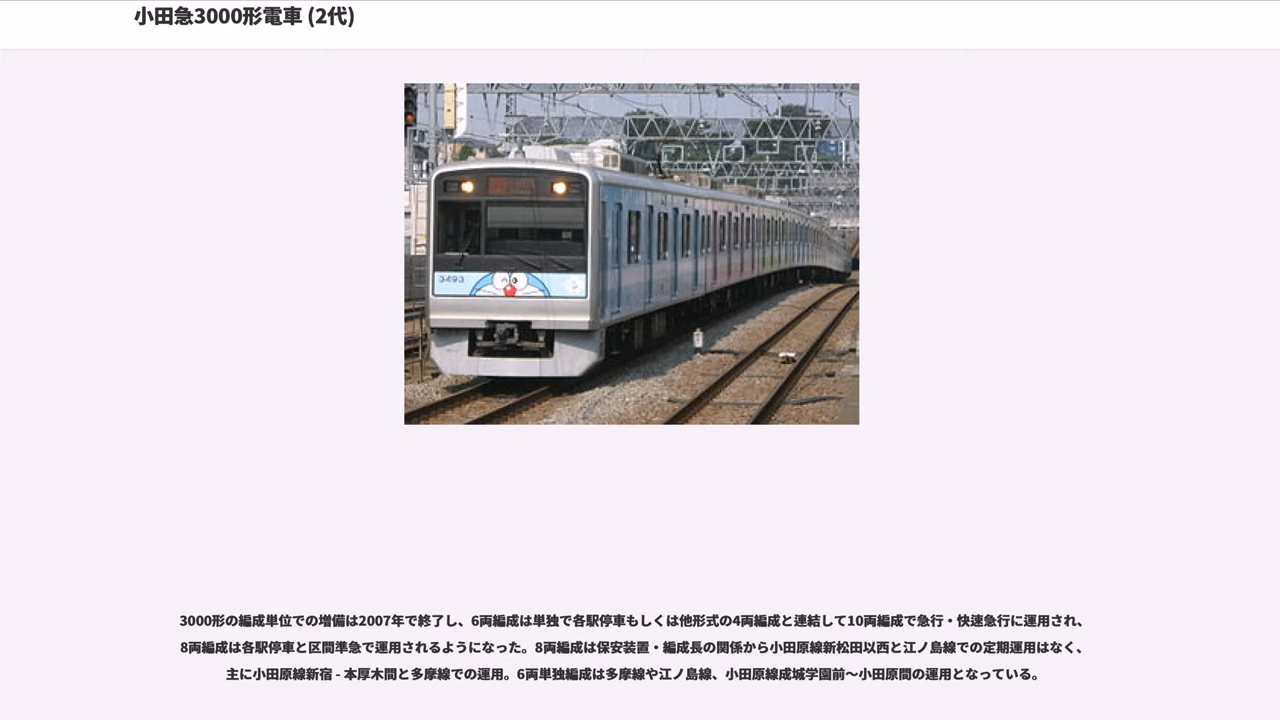 小田急3000形電車 (2代)
3493
3000形の編成単位での増備は2007年で終了し、6両編成は単独で各駅停車もしくは他形式の4両編成と連結して10両編成で急行・快速急行に運用され、
8両編成は各駅停車と区間準急で運用されるようになった。8両編成は保安装置・編成長の関係から小田原線新松田以西と江ノ島線での定期運用はなく、
主に小田原線新宿 - 本厚木間と多摩線での運用。6両単独編成は多摩線や江ノ島線、小田原線成城学園前〜小田原間の運用となっている。